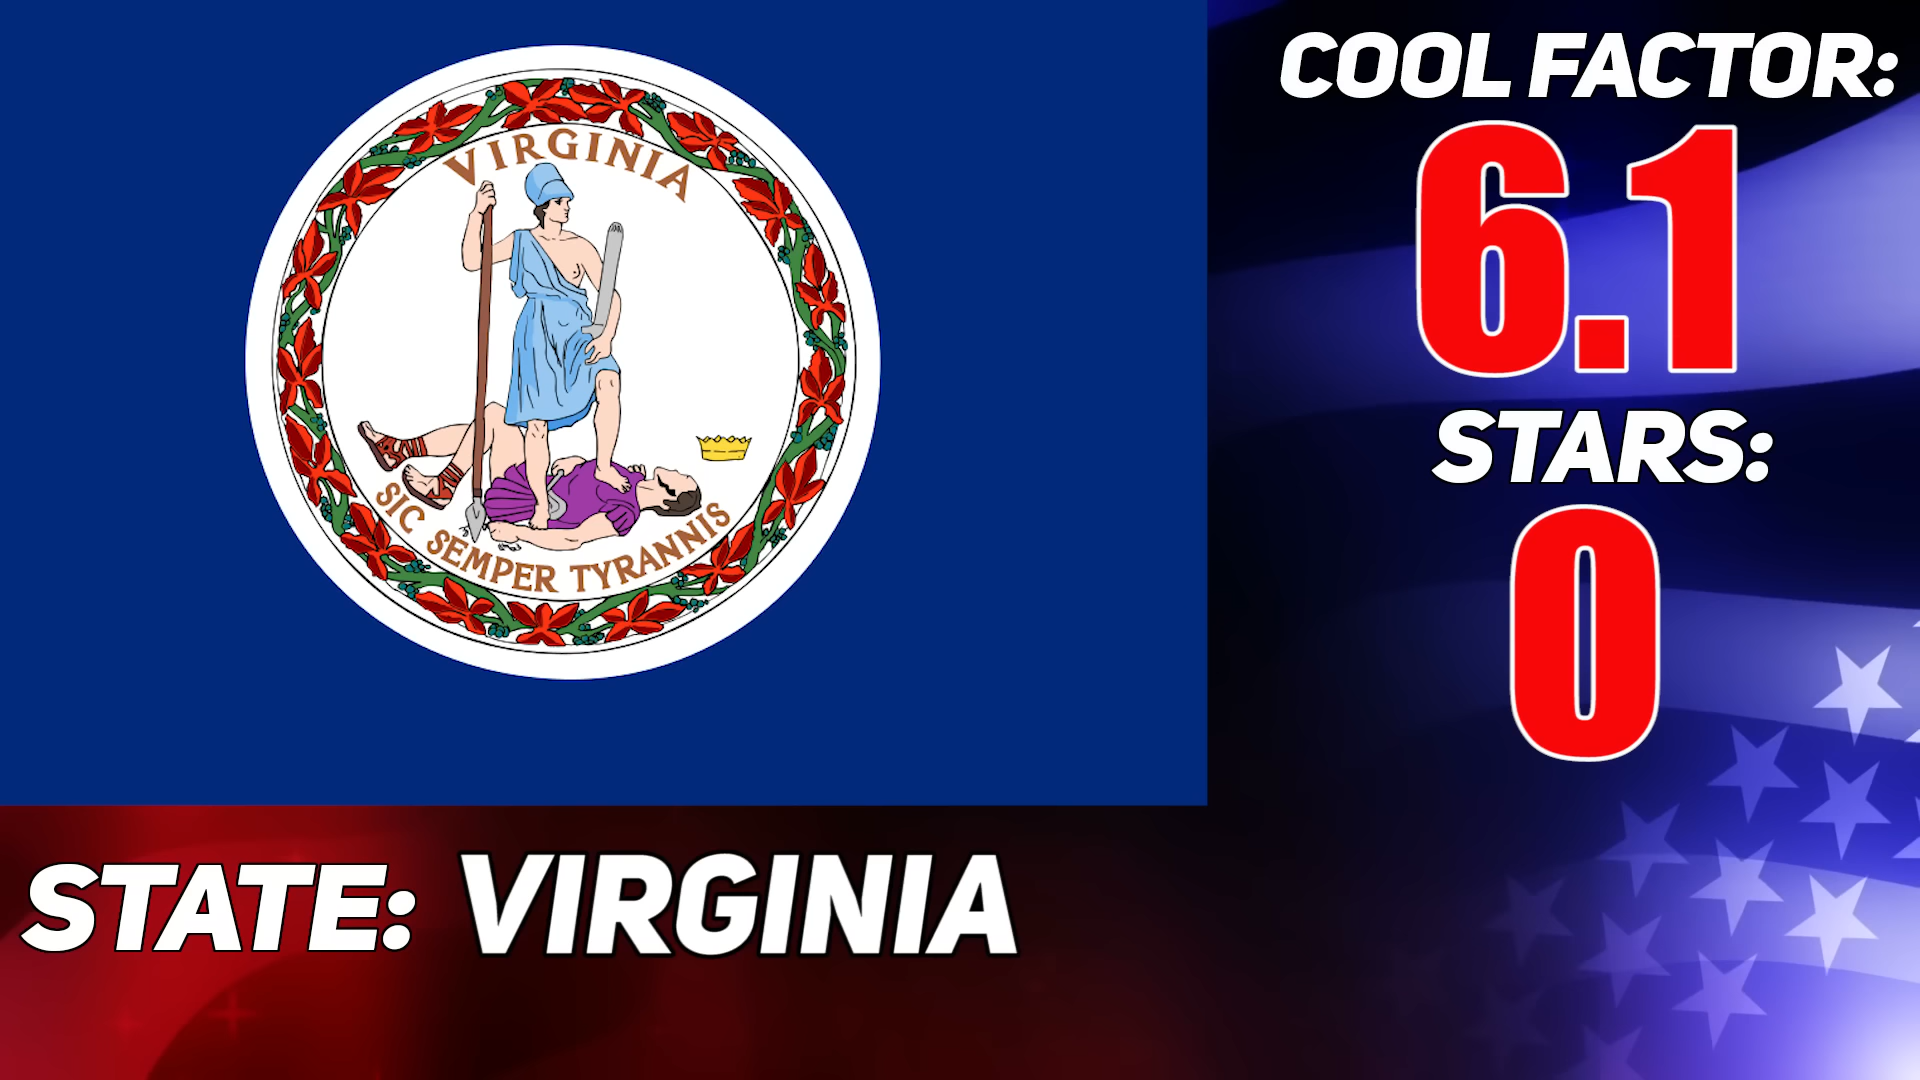 VIRGINIA
SIC SEMPER TYRANNIS
COOL FACTOR:
6.1
STARS:
0
STATE: VIRGINIA